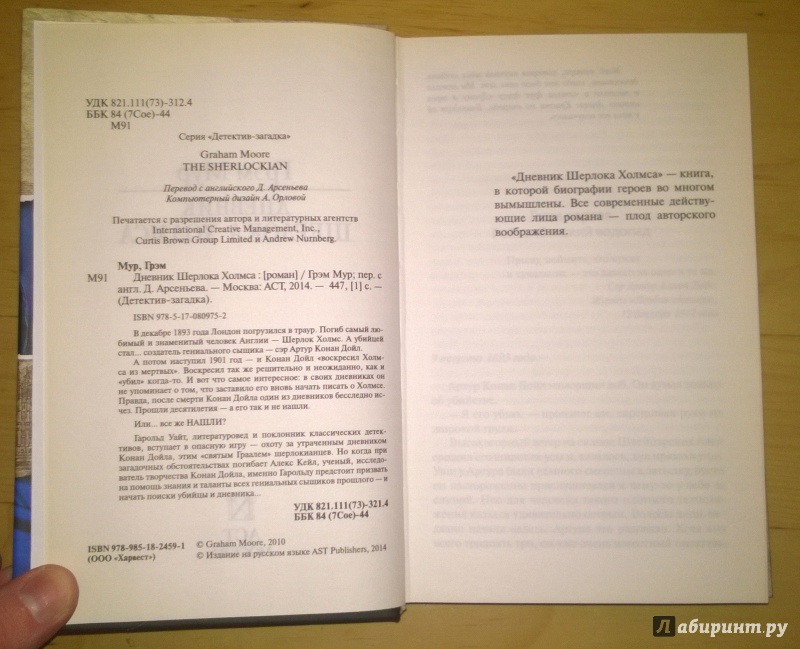 УДК 821.111(73)-312.4
ББК 84 (7Сое)-44
М91
Серия «Детектив-загадка»
Graham Moore
THE SHERLOCKIAN
Перевод с английского Д. Арсеньева
Компьютерный дизайн А. Орловой
Печатается с разрешения автора и литературных агентств
International Creative Management, Inc.,
Curtis Brown Group Limited и Andrew Nurnberg.
Мур, Грэм
М91 Дневник Шерлока Холмса : [роман] / Грэм Мур; пер. с
англ. Д. Арсеньева. — Москва: АСТ, 2014. — 447, [1] с. —
(Детектив-загадка).
ISBN 978-5-17-080975-2
В декабре 1893 года Лондон погрузился в траур. Погиб самый лю-
бимый и знаменитый человек Англии — Шерлок Холмс. А убийцей
стал... создатель гениального сыщика — сэр Артур Конан Дойл.
А потом наступил 1901 год — и Конан Дойл «воскресил Холм-
са из мертвых». Воскресил так же решительно и неожиданно, как и
«убил» когда-то. И вот что самое интересное: в своих дневниках он
не упоминает о том, что заставило его вновь начать писать о Холмсе.
Правда, после смерти Конан Дойла один из дневников бесследно ис-
чез. Прошли десятилетия — а его так и не нашли.
Или... все же НАШЛИ?
Гарольд Уайт, литературовед и поклонник классических детек-
тивов, вступает в опасную игру — охоту за утраченным дневником
Конан Дойла, этим «святым Граалем» шерлокианцев. Но когда при
загадочных обстоятельствах погибает Алекс Кейл, ученый, исследо-
ватель творчества Конан Дойла, именно Гарольду предстоит призвать
на помощь знания и таланты всех гениальных сыщиков прошлого — и
начать поиски убийцы и дневника...
УДК 821.111(73)-321.4
ББК 84 (7Сое)-44
ISBN 978-985-18-2459-1
(ООО «Харвест»)
© Graham Moore, 2010
© Издание на русском языке AST Publishers, 2014
«Дневник Шерлока Холмса» — книга,
в которой биографии героев во многом
вымышлены. Все современные действу-
ющие лица романа — плод авторского
воображения.
Лабиринт.ру